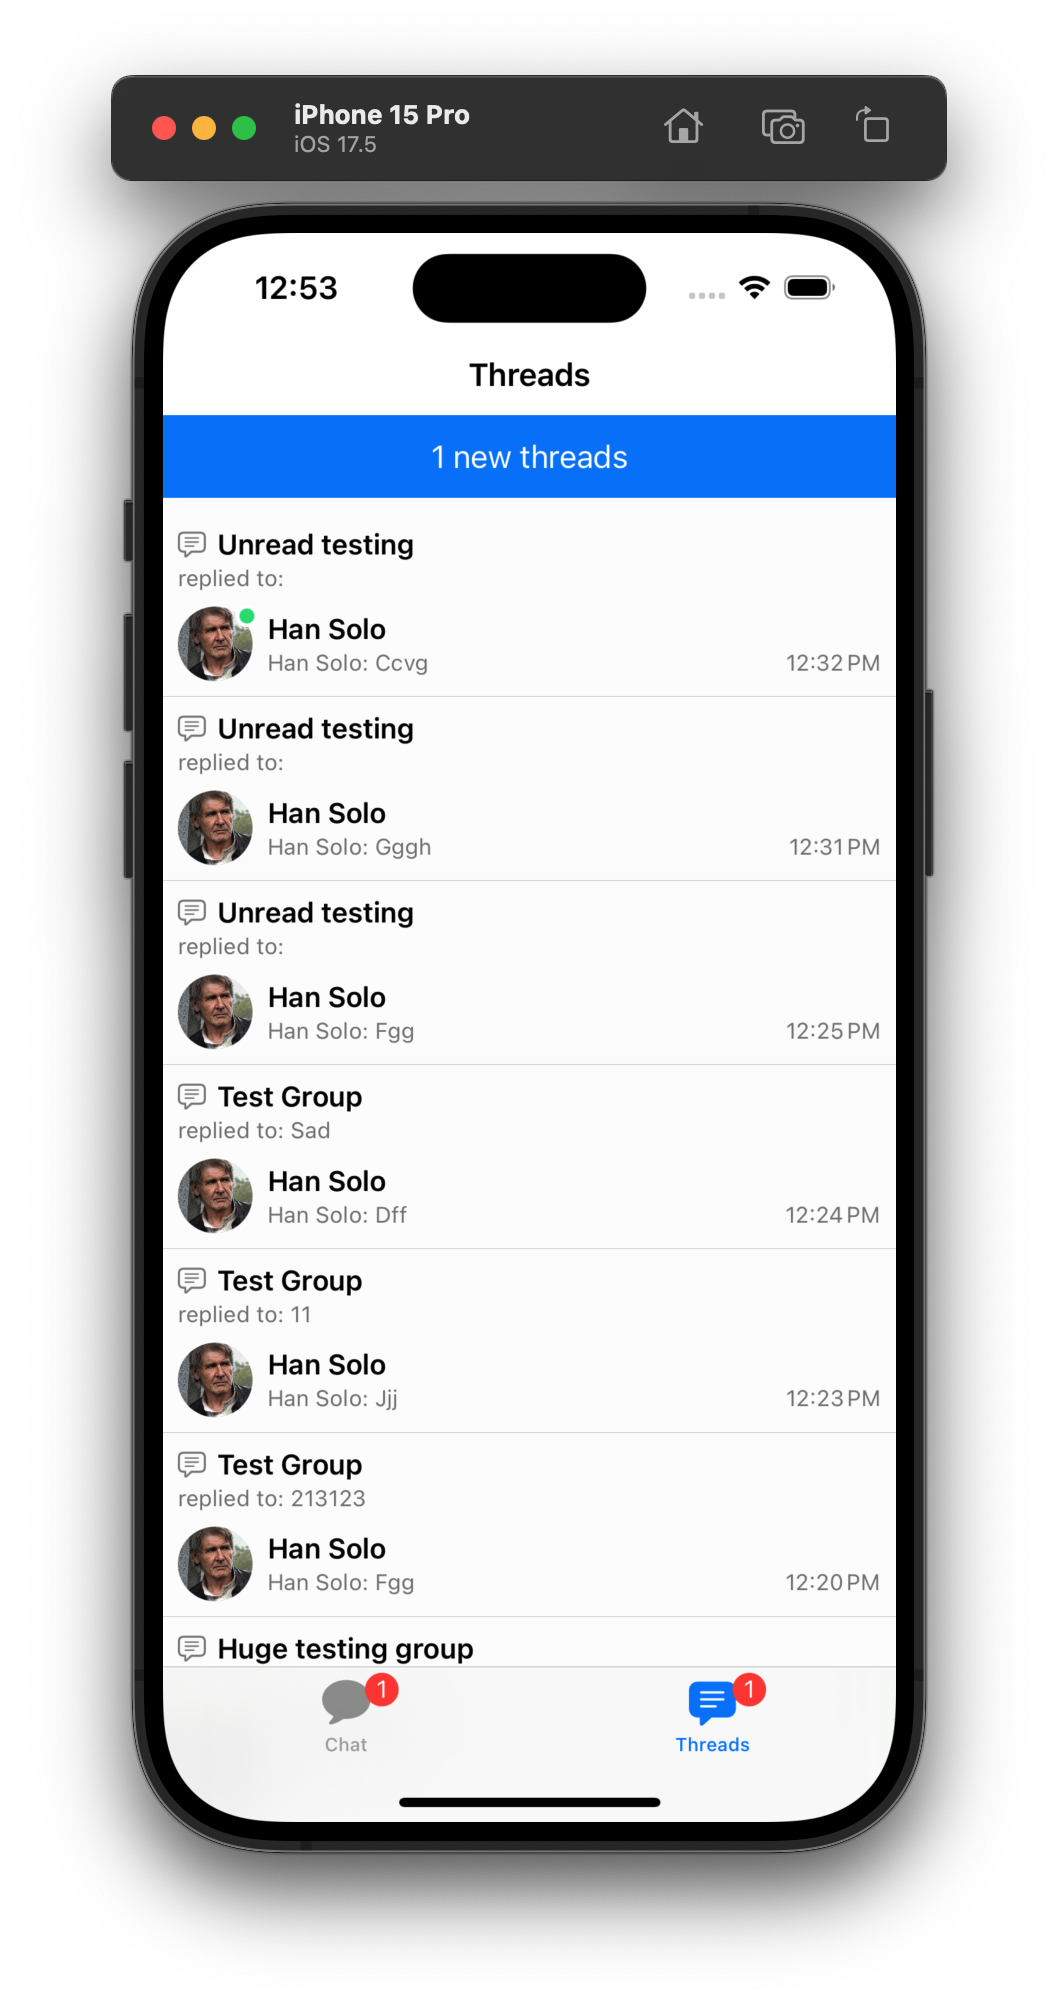 iPhone 15 Pro
iOS 17.5
12:53
Threads
1 new threads
Unread testing
replied to:
Han Solo
Han Solo: Ccvg 12:32 PM
Unread testing
replied to:
Han Solo
Han Solo: Gggh 12:31 PM
Unread testing
replied to:
Han Solo
Han Solo: Fgg 12:25 PM
Test Group
replied to: Sad
Han Solo
Han Solo: Dff 12:24 PM
Test Group
replied to: 11
Han Solo
Han Solo: Jjj 12:23 PM
Test Group
replied to: 213123
Han Solo
Han Solo: Fgg 12:20 PM
Huge testing group
1 1
Chat Threads